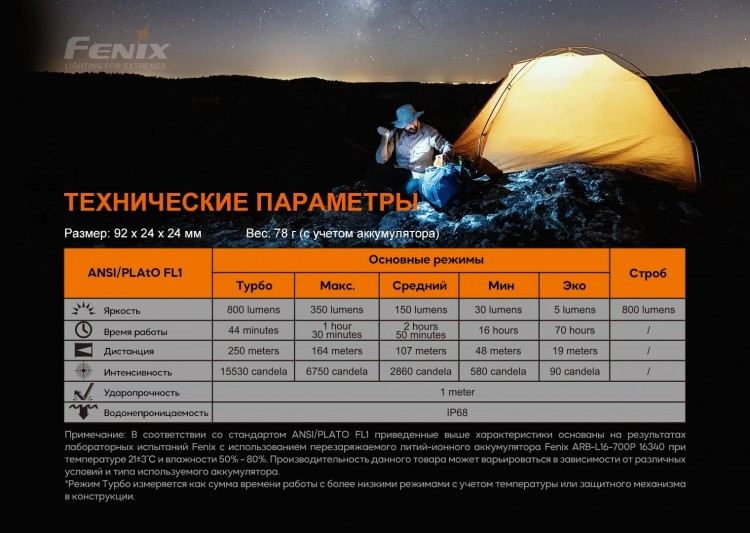 FENIX
LIGHTING FOR EXTREMES
ТЕХНИЧЕСКИЕ ПАРАМЕТРЫ
Размер: 92 x 24 x 24 мм Вес: 78 г (с учетом аккумулятора)
ANSI/PLAtO FL1 Основные режимы Строб
Турбо Макс. Средний Мин Эко
Яркость 800 lumens 350 lumens 150 lumens 30 lumens 5 lumens 800 lumens
Время работы 44 minutes 1 hour 30 minutes 2 hours 50 minutes 16 hours 70 hours /
Дистанция 250 meters 164 meters 107 meters 48 meters 19 meters /
Интенсивность 15530 candela 6750 candela 2860 candela 580 candela 90 candela /
Ударопрочность 1 meter
Водонепроницаемость IP68
Примечание: В соответствии со стандартом ANSI/PLATO FL1 приведенные выше характеристики основаны на результатах
лабораторных испытаний Fenix с использованием перезаряжаемого литий-ионного аккумулятора Fenix ARB-L16-700P 16340 при
температуре 21±3°C и влажности 50% - 80%. Производительность данного товара может варьироваться в зависимости от различных
условий и типа используемого аккумулятора.
*Режим Турбо измеряется как сумма времени работы с более низкими режимами с учетом температуры или защитного механизма
в конструкции.